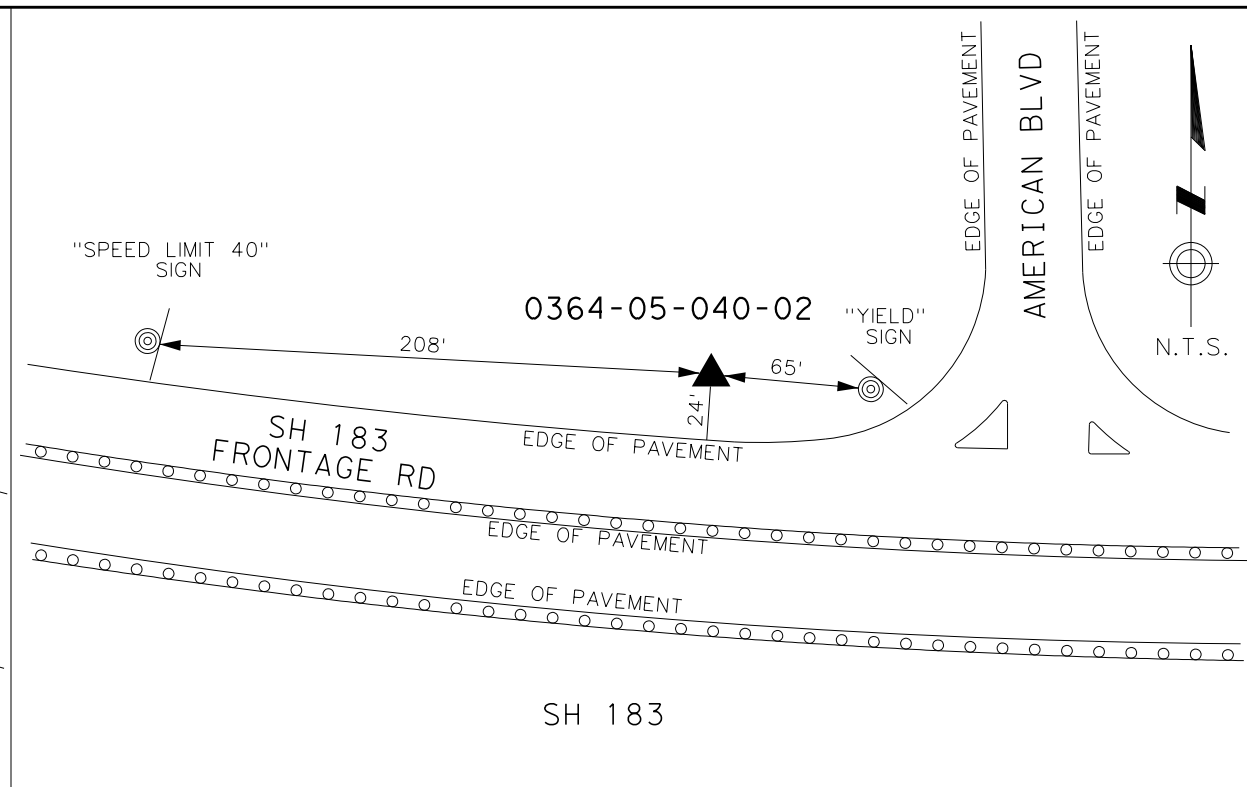 EDGE OF PAVEMENT
AMERICAN BLVD
EDGE OF PAVEMENT
N
N.T.S.
"SPEED LIMIT 40"
SIGN
0364-05-040-02
"YIELD"
SIGN
208'
65'
24'
EDGE OF PAVEMENT
SH 183
FRONTAGE RD
EDGE OF PAVEMENT
EDGE OF PAVEMENT
SH 183